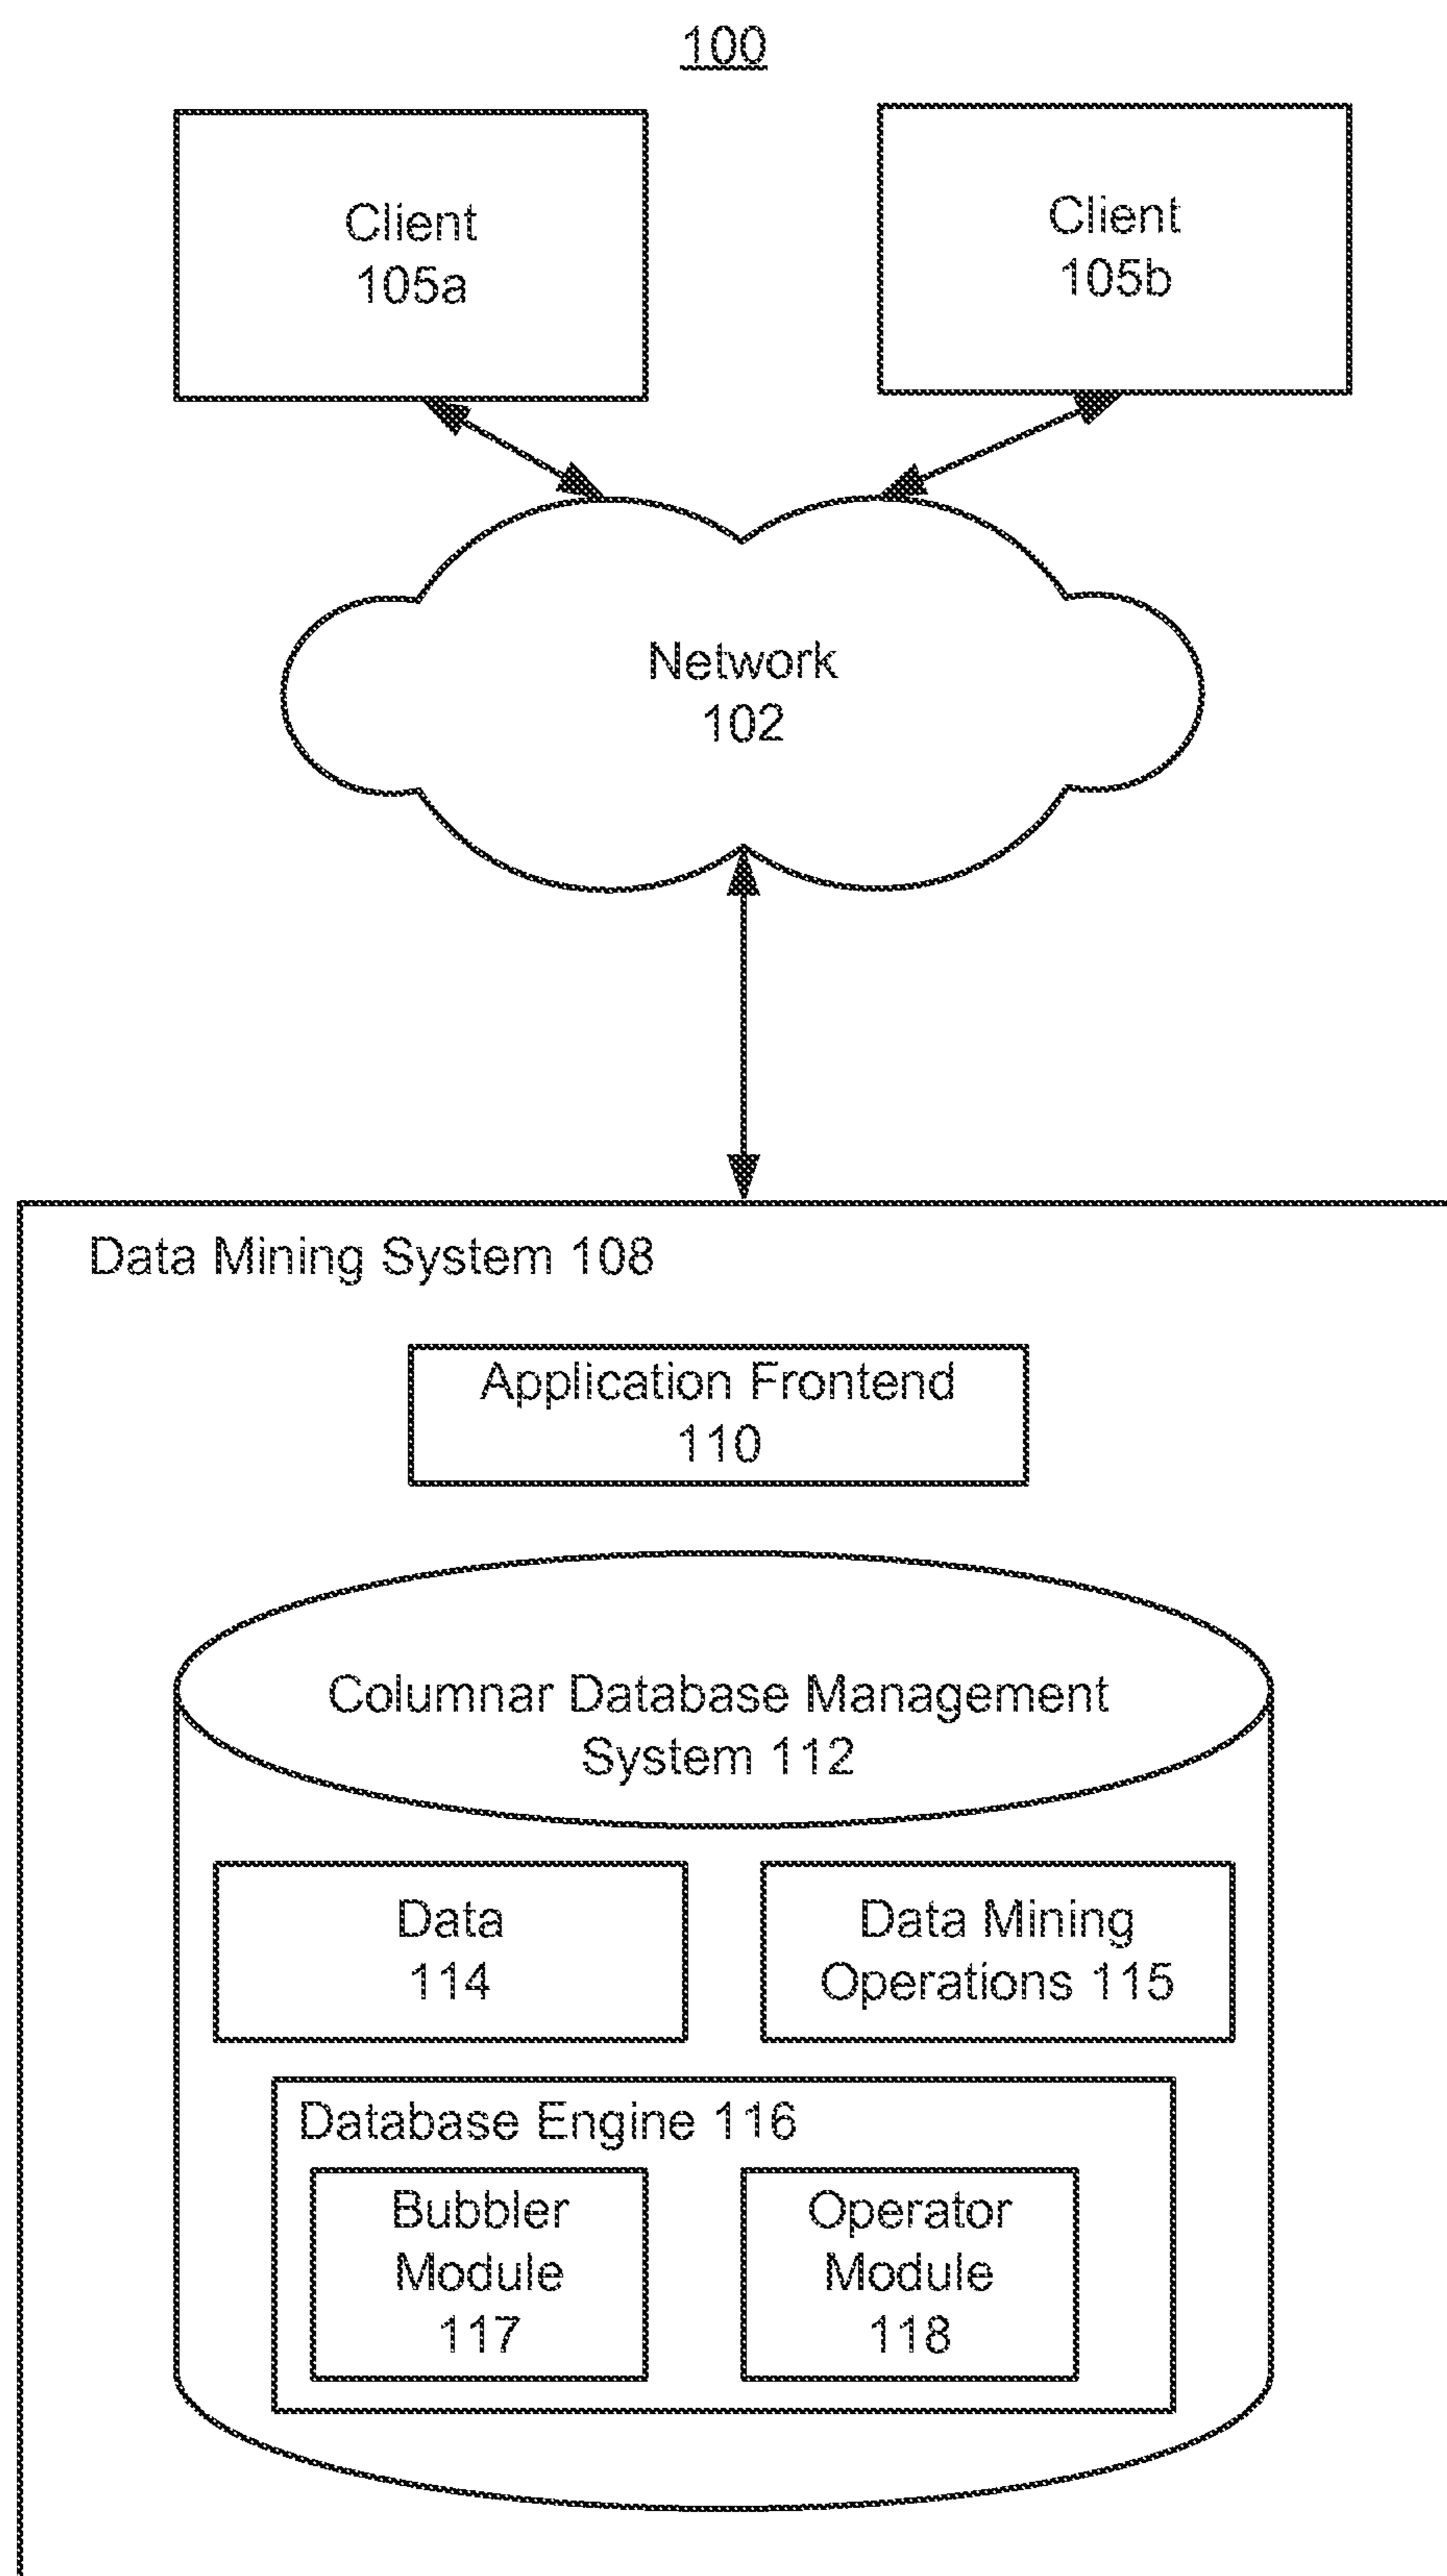 100
Client
105a
Client
105b
Network
102
Data Mining System 108
Application Frontend
110
Columnar Database Management
System 112
Data
114
Data Mining
Operations 115
Database Engine 116
Bubbler
Module
117
Operator
Module
118